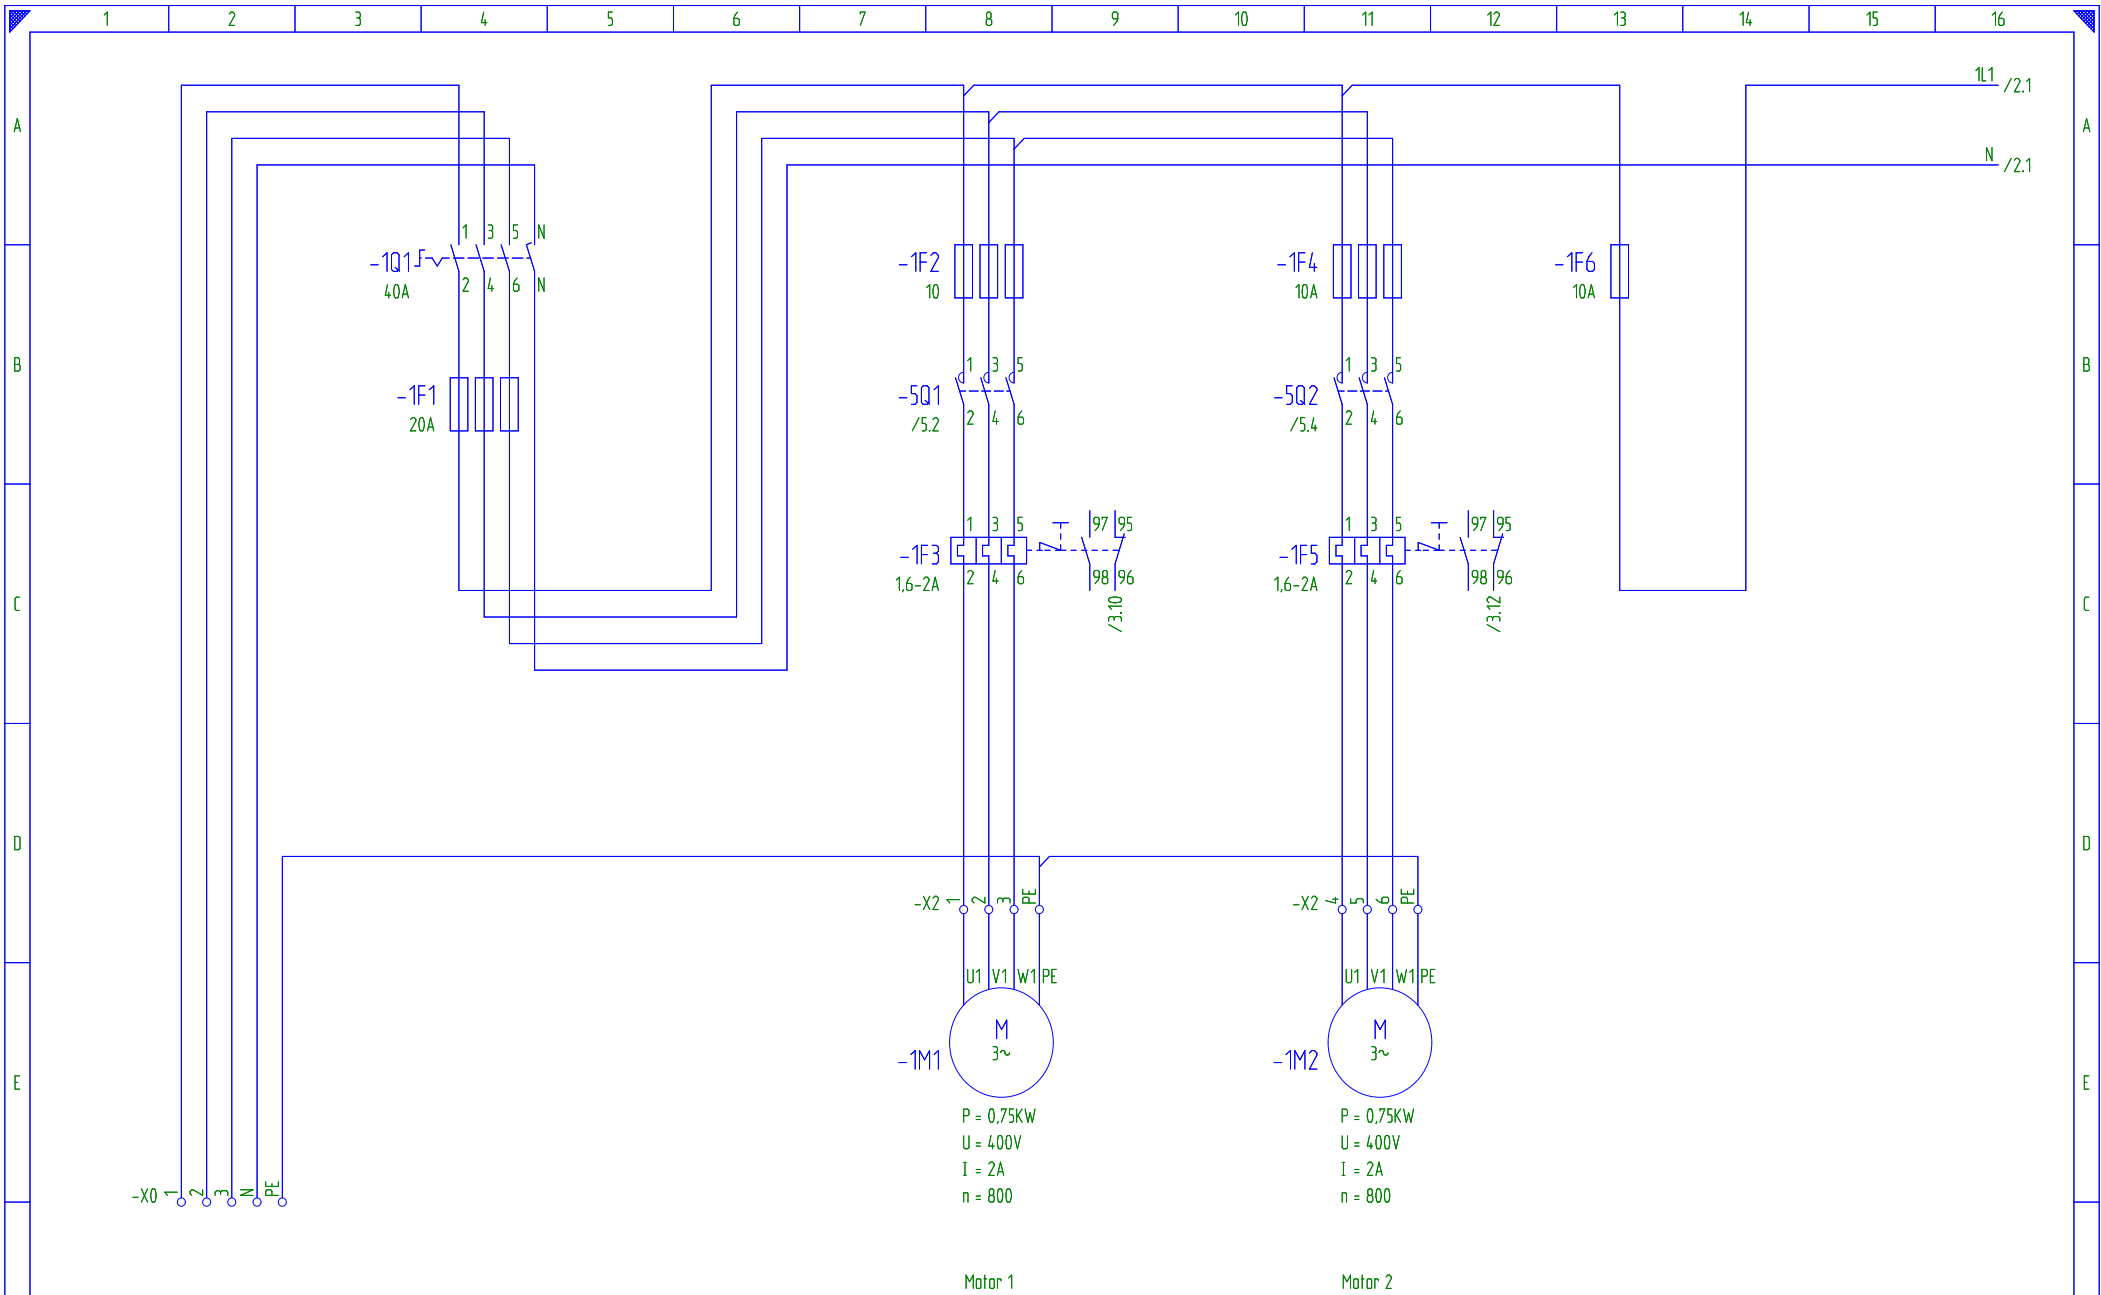 1 2 3 4 5 6 7 8 9 10 11 12 13 14 15 16
1L1 /2.1
A A
N /2.1
1 3 5 N
-1Q1 -1F2 -1F4 -1F6
40A 2 4 6 N 10 10A 10A
B 1 3 5 1 3 5 B
-1F1 -5Q1 -5Q2
20A /5.2 2 4 6 /5.4 2 4 6
1 3 5 97 95 1 3 5 97 95
-1F3 -1F5
1,6-2A 2 4 6 98 96 1,6-2A 2 4 6 98 96
C /3.10 /3.12 C
D D
-X2 1 2 3 PE -X2 4 5 6 PE
U1 V1 W1 PE U1 V1 W1 PE
M M
3~ 3~
-1M1 -1M2
E E
P = 0,75KW P = 0,75KW
U = 400V U = 400V
I = 2A I = 2A
-X0 1 2 3 N PE n = 800 n = 800
Motor 1 Motor 2